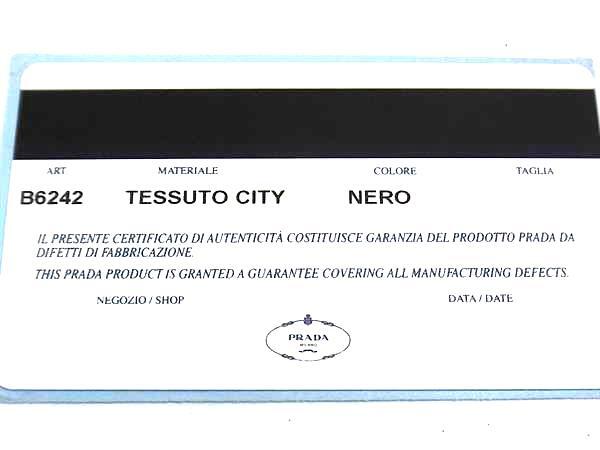 ART MATERIALE COLORE TAGLIA
B6242 TESSUTO CITY NERO
IL PRESENTE CERTIFICATO DI AUTENTICITÀ COSTITUISCE GARANZIA DEL PRODOTTO PRADA DA
DIFETTI DI FABBRICAZIONE.
THIS PRADA PRODUCT IS GRANTED A GUARANTEE COVERING ALL MANUFACTURING DEFECTS.
NEGOZIO / SHOP DATA / DATE
PRADA
MILANO